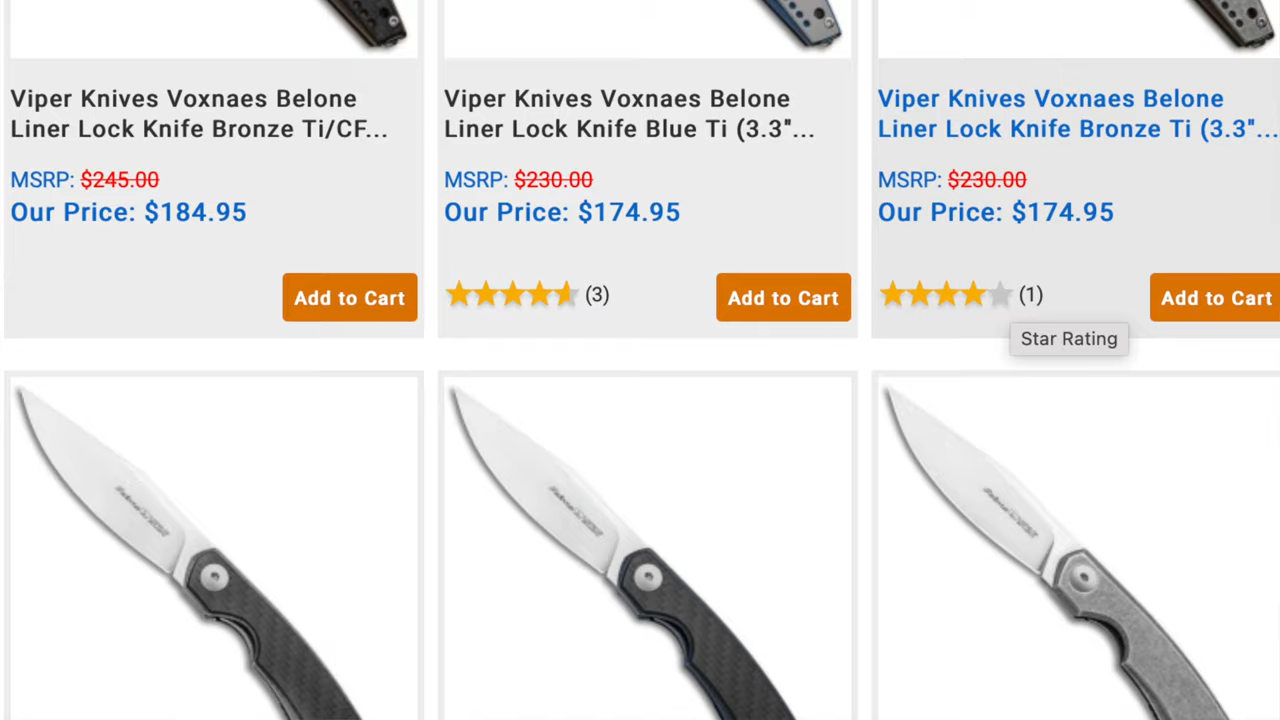 Viper Knives Voxnaes Belone
Liner Lock Knife Bronze Ti/CF...
MSRP: $245.00
Our Price: $184.95
Add to Cart
Viper Knives Voxnaes Belone
Liner Lock Knife Blue Ti (3.3"...
MSRP: $230.00
Our Price: $174.95
(3)
Add to Cart
Viper Knives Voxnaes Belone
Liner Lock Knife Bronze Ti (3.3"...
MSRP: $230.00
Our Price: $174.95
(1)
Add to Cart
Star Rating